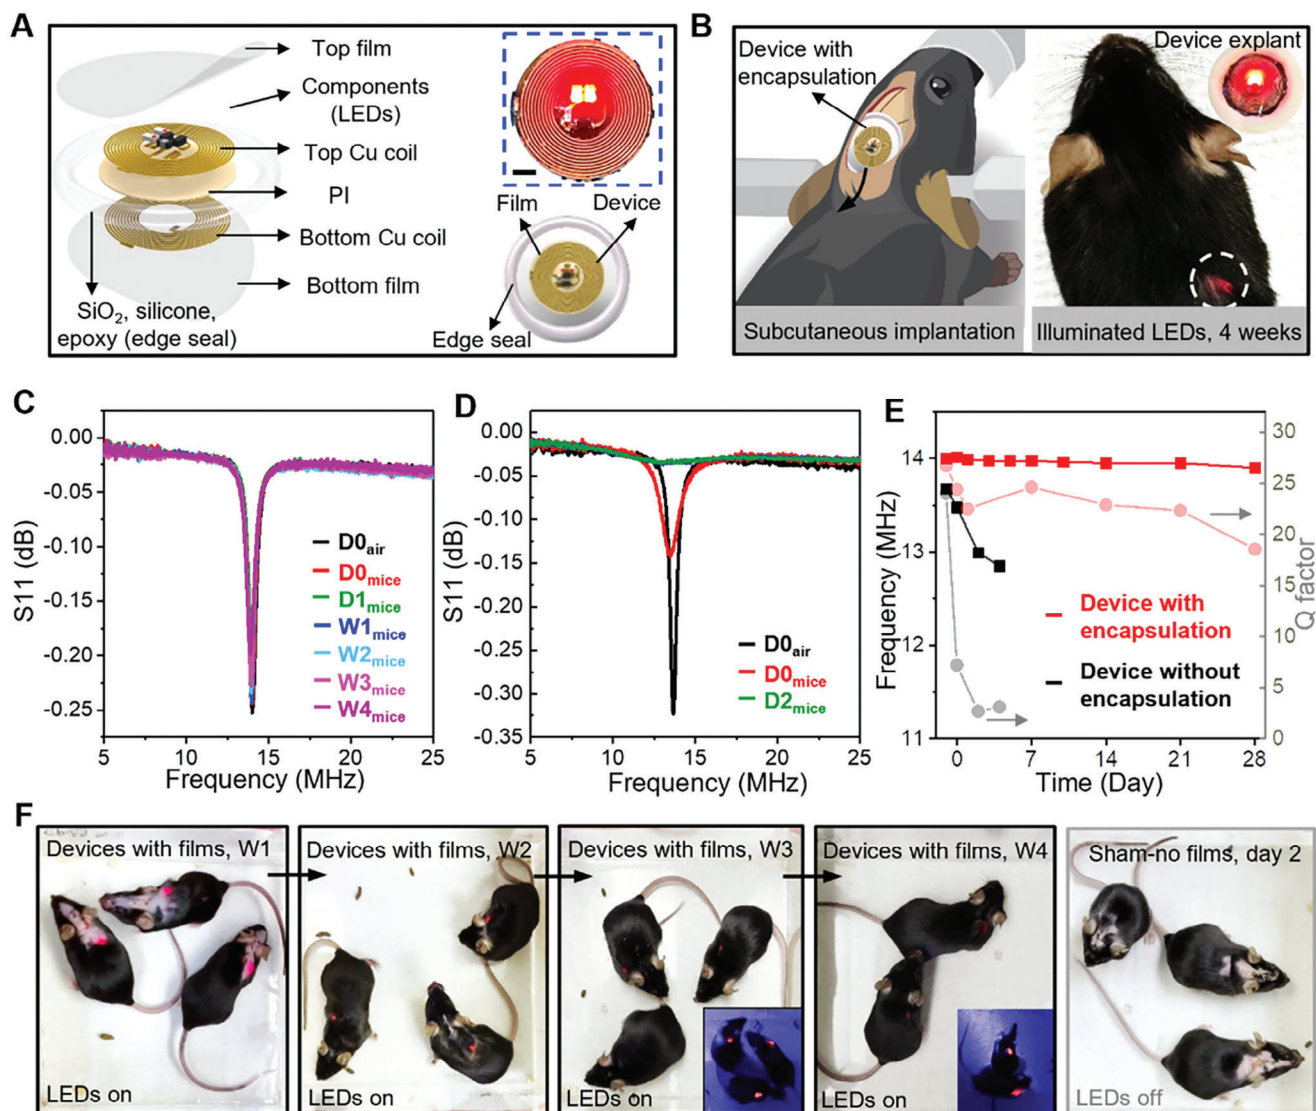 A
Top film
Components
(LEDs)
Top Cu coil
PI
Bottom Cu coil
Bottom film
SiO2, silicone,
epoxy (edge seal)
Film
Device
Edge seal
B
Device with
encapsulation
Subcutaneous implantation
Device explant
Illuminated LEDs, 4 weeks
C
0.00
-0.05
-0.10
-0.15
-0.20
-0.25
S11 (dB)
D0air
D0mice
D1mice
W1mice
W2mice
W3mice
W4mice
5 10 15 20 25
Frequency (MHz)
D
0.00
-0.05
-0.10
-0.15
-0.20
-0.25
-0.30
-0.35
S11 (dB)
D0air
D0mice
D2mice
5 10 15 20 25
Frequency (MHz)
E
14
13
12
11
Frequency (MHz)
30
25
20
15
10
5
0
Q factor
Device with
encapsulation
Device without
encapsulation
0 7 14 21 28
Time (Day)
F
Devices with films, W1
LEDs on
Devices with films, W2
LEDs on
Devices with films, W3
LEDs on
Devices with films, W4
LEDs on
Sham-no films, day 2
LEDs off